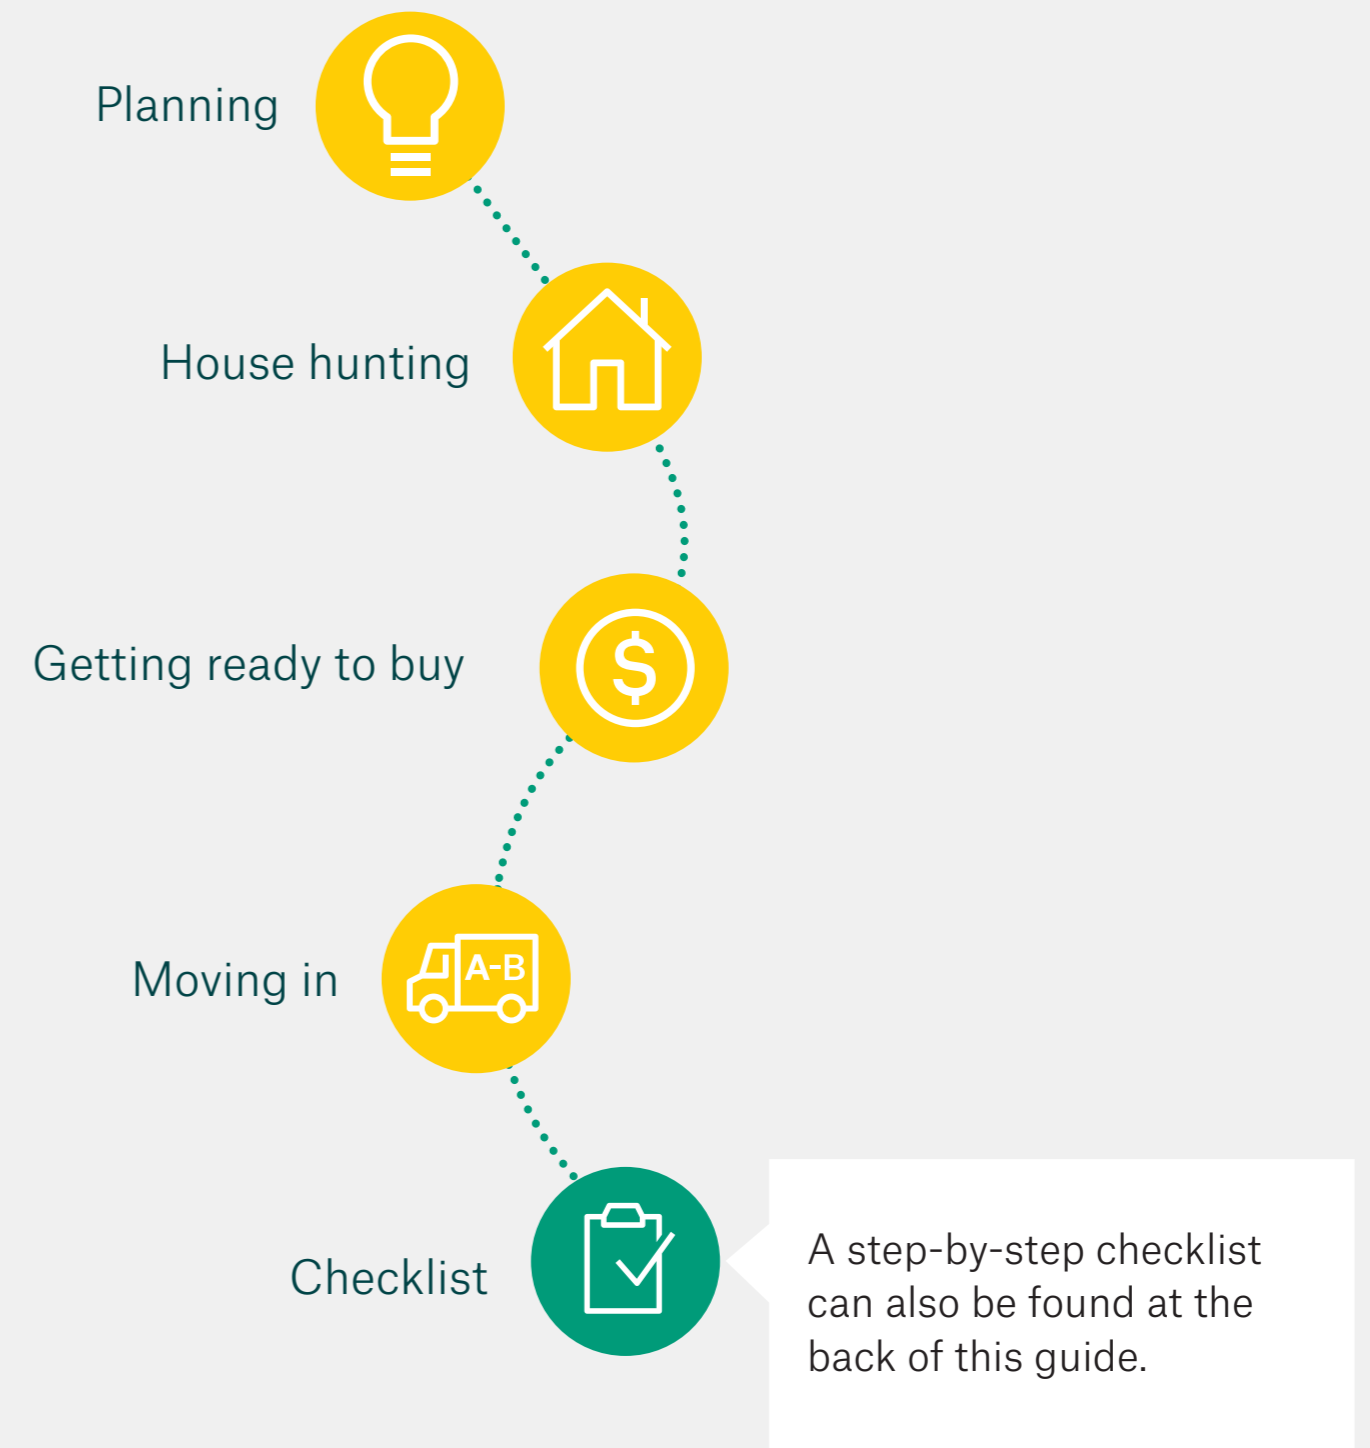 Planning
House hunting
$
Getting ready to buy
A-B
Moving in
Checklist
A step-by-step checklist
can also be found at the
back of this guide.